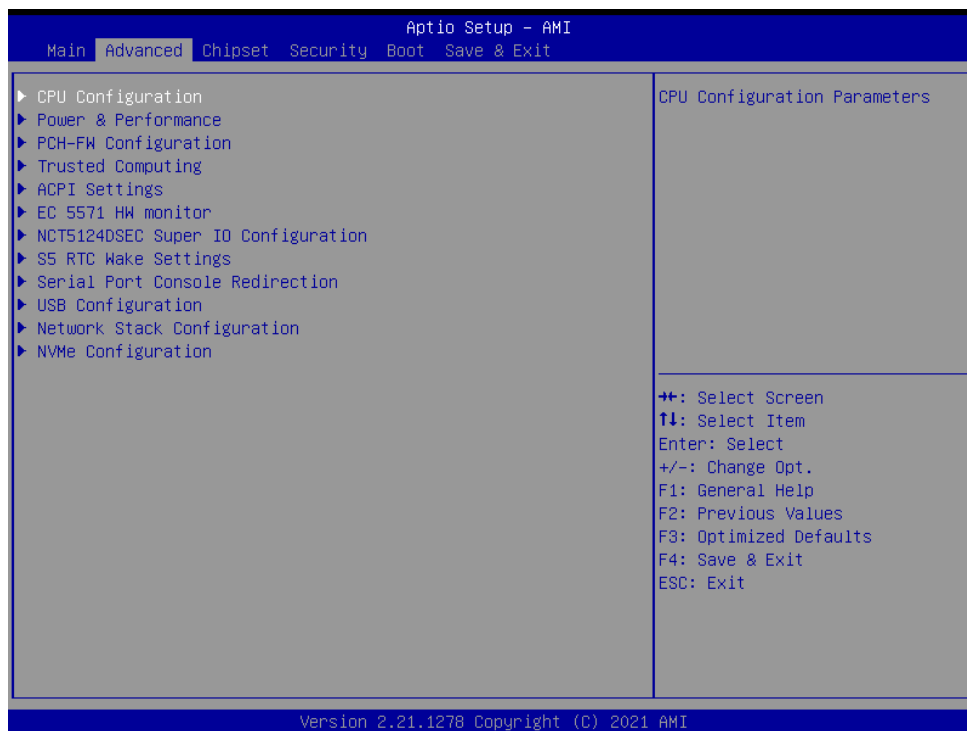 Aptio Setup – AMI
Main Advanced Chipset Security Boot Save & Exit
▶ CPU Configuration
▶ Power & Performance
▶ PCH-FW Configuration
▶ Trusted Computing
▶ ACPI Settings
▶ EC 5571 HW monitor
▶ NCT5124DSEC Super IO Configuration
▶ S5 RTC Wake Settings
▶ Serial Port Console Redirection
▶ USB Configuration
▶ Network Stack Configuration
▶ NVMe Configuration
CPU Configuration Parameters
→←: Select Screen
↑↓: Select Item
Enter: Select
+/-: Change Opt.
F1: General Help
F2: Previous Values
F3: Optimized Defaults
F4: Save & Exit
ESC: Exit
Version 2.21.1278 Copyright (C) 2021 AMI